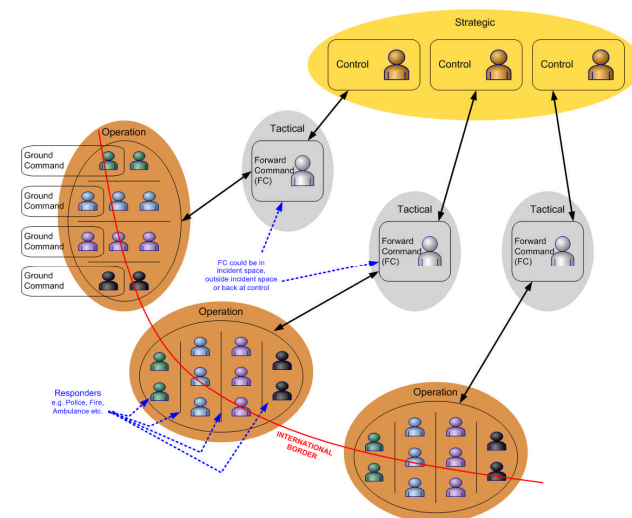 Strategic
Control
Control
Control
Tactical
Forward
Command
(FC)
Operation
Ground
Command
Ground
Command
Ground
Command
Ground
Command
Tactical
Forward
Command
(FC)
Tactical
Forward
Command
(FC)
FC could be in
incident space,
outside incident space
or back at control
Operation
Responders
e.g. Police, Fire,
Ambulance etc.
INTERNATIONAL
BORDER
Operation